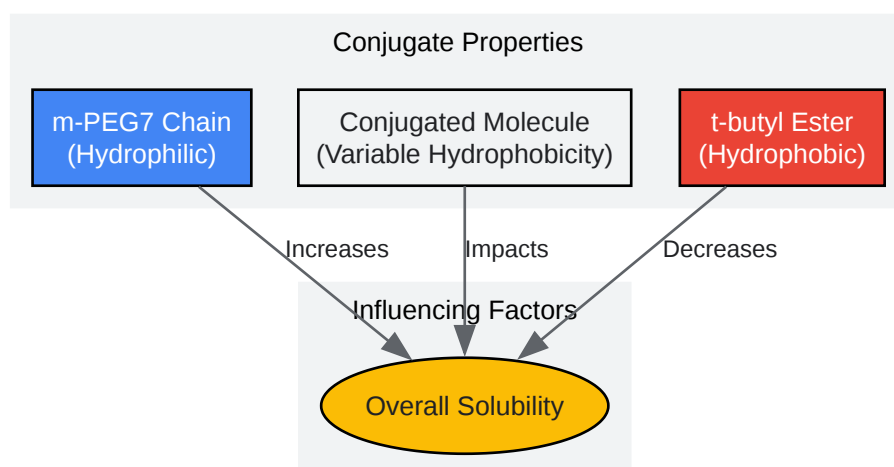 Conjugate Properties
m-PEG7 Chain
(Hydrophilic)
Conjugated Molecule
(Variable Hydrophobicity)
t-butyl Ester
(Hydrophobic)
Increases
Impacts
Decreases
Influencing Factors
Overall Solubility